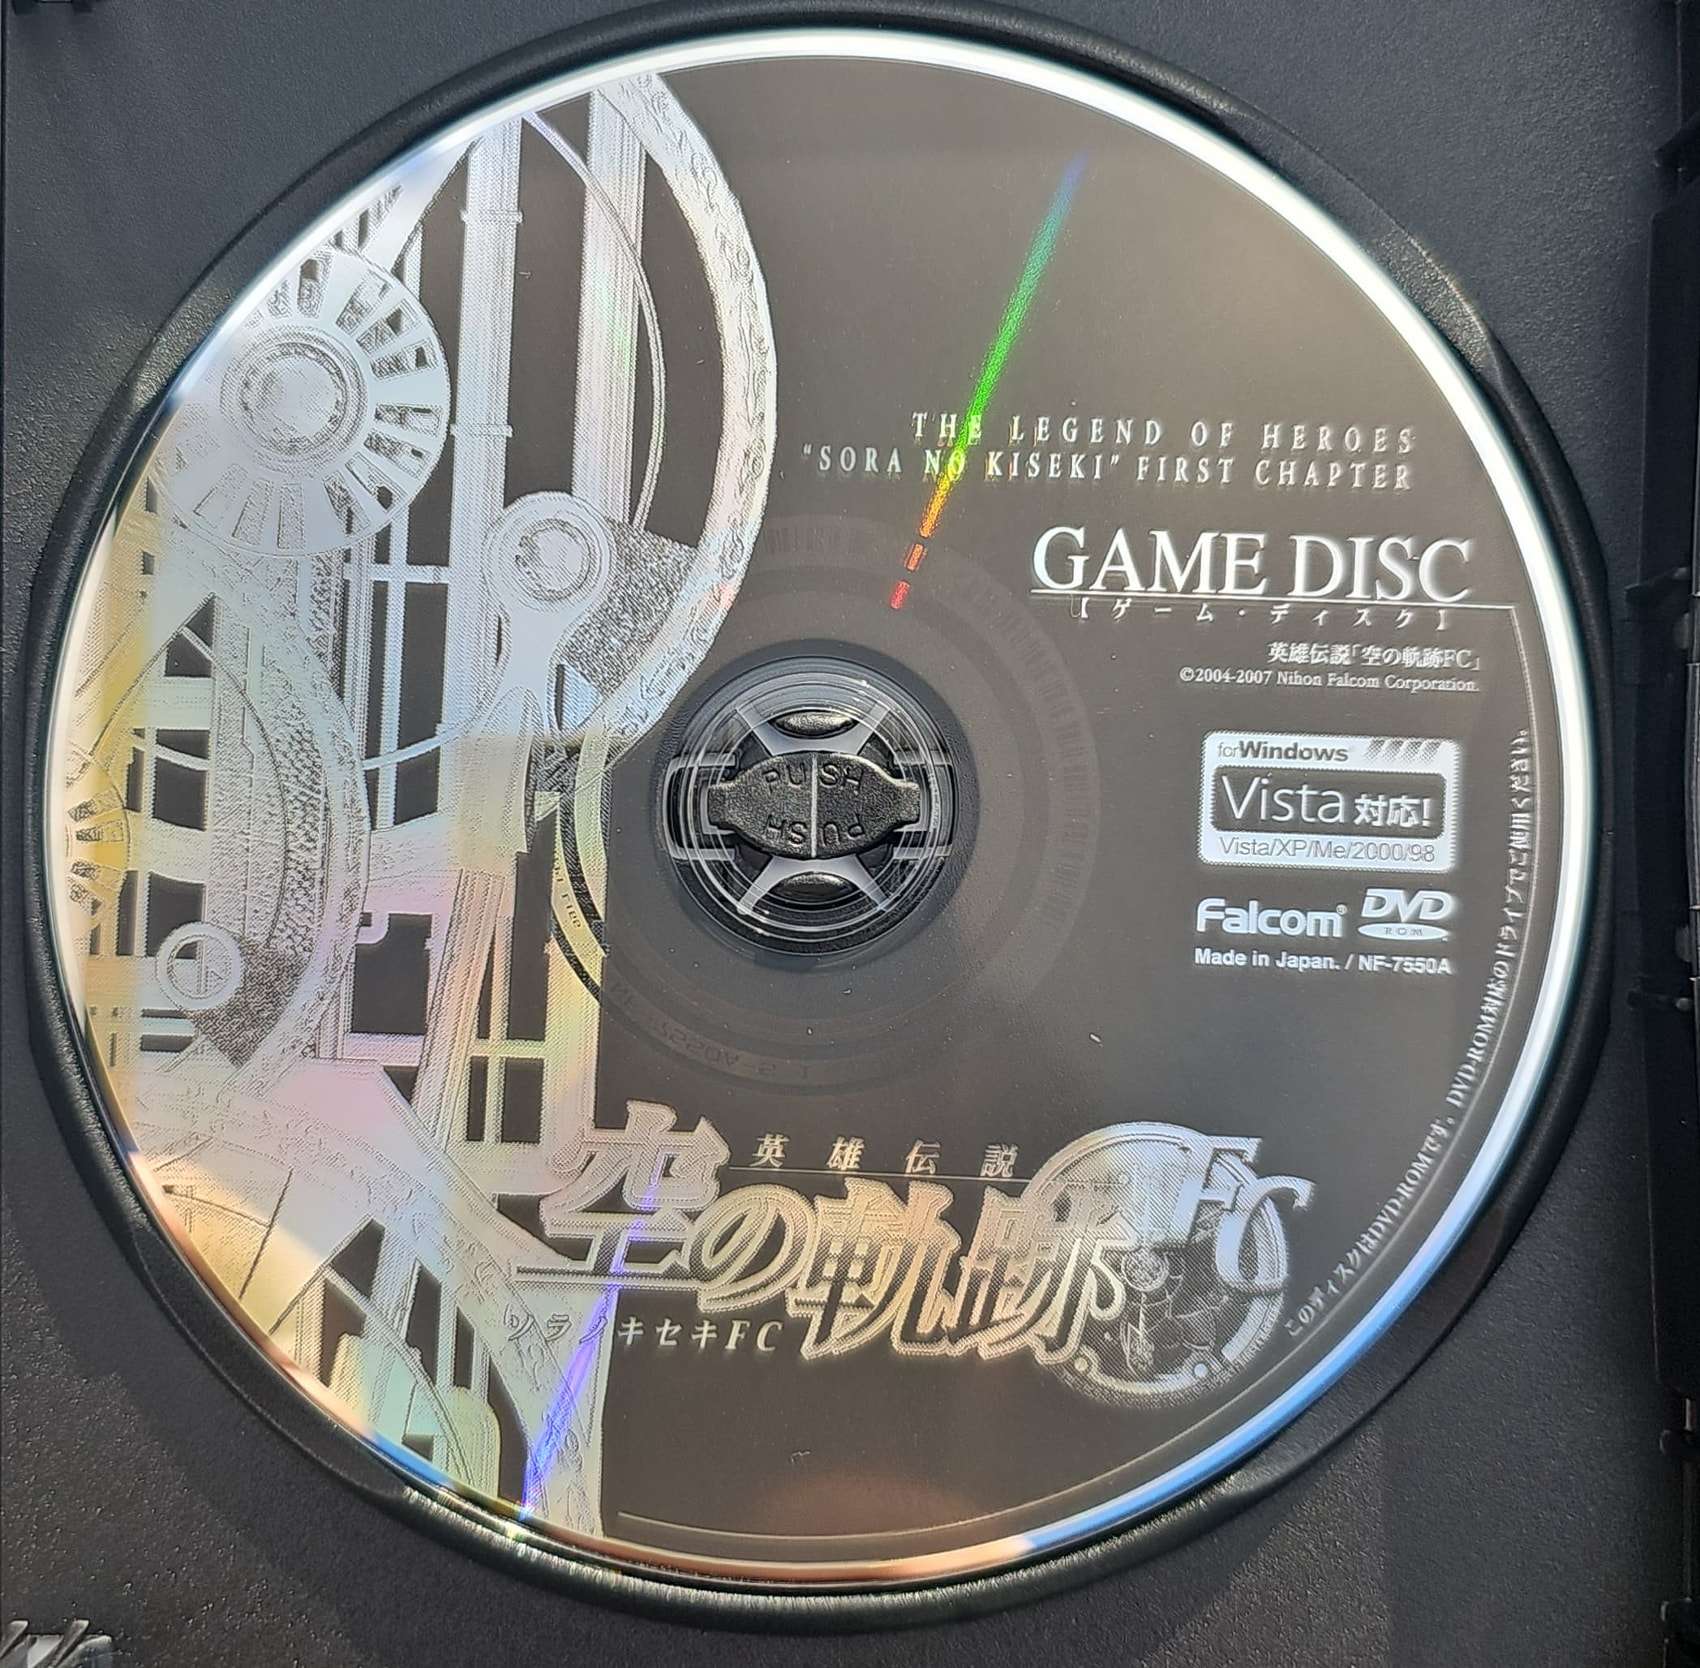 THE LEGEND OF HEROES
"SORA NO KISEKI" FIRST CHAPTER
GAME DISC
【ゲーム・ディスク】
英雄伝説「空の軌跡FC」
©2004-2007 Nihon Falcom Corporation.
for Windows
Vista 対応!
Vista/XP/Me/2000/98
Falcom®
DVD
ROM
Made in Japan. / NF-7550A
PUSH
PUSH
英雄伝説
空の軌跡 FC
ソラノキセキFC
このディスクはDVD-ROMです。DVD-ROM対応のドライブでご利用ください。